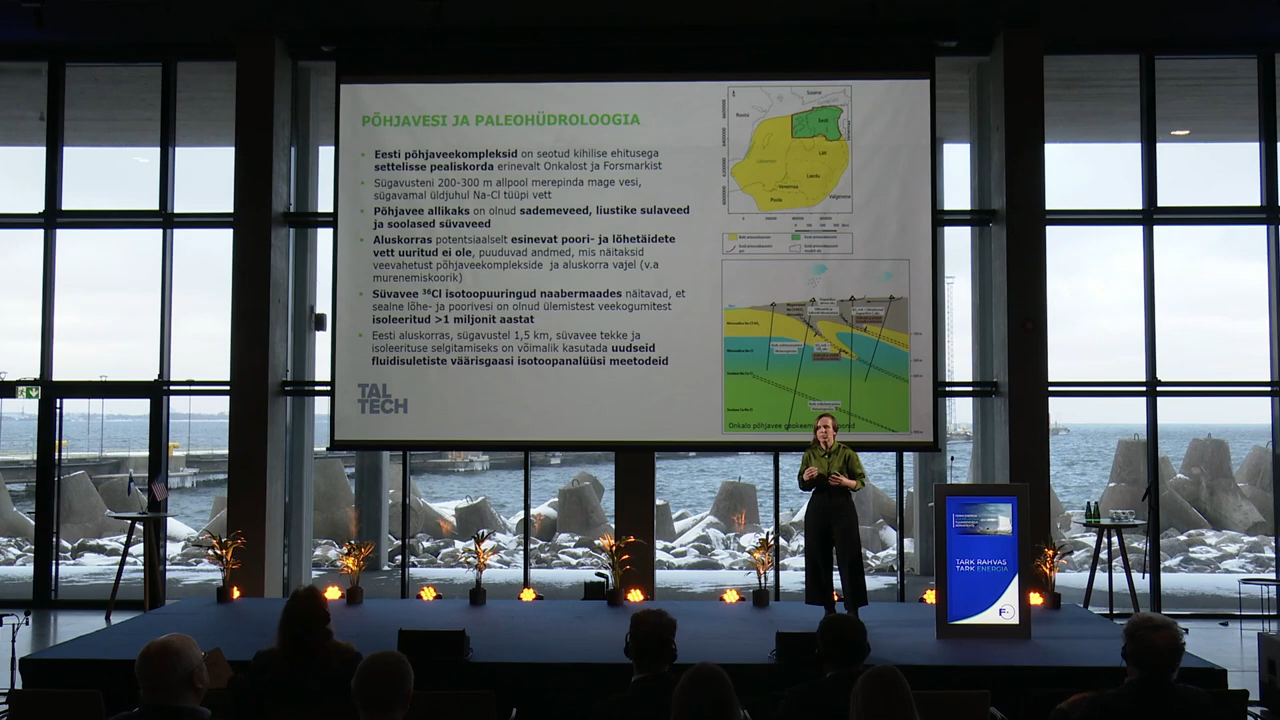 PÕHJAVESI JA PALEOHÜDROLOOGIA
Eesti põhjaveekompleksid on seotud kihilise ehitusega
settelisse pealiskorda erinevalt Onkalost ja Forsmarkist
Sügavusteni 200-300 m allpool merepinda mage vesi,
sügavamal üldjuhul Na-Cl tüüpi vett
Põhjavee allikaks on olnud sademeveed, liustike sulaveed
ja soolased süvaveed
Aluskorras potentsiaalselt esinevat poori- ja lõhetäidete
vett uuritud ei ole, puuduvad andmed, mis näitaksid
veevahetust põhjaveekomplekside ja aluskorra vajel (v.a
murenemiskoorik)
Süvavee ³⁶Cl isotoopuuringud naabermaades näitavad, et
sealne lõhe- ja poorivesi on olnud ülemistest veekogumitest
isoleeritud >1 miljonit aastat
Eesti aluskorras, sügavustel 1,5 km, süvavee tekke ja
isoleerituse selgitamiseks on võimalik kasutada uudseid
fluidisuletiste väärisgaasi isotoopanalüüsi meetodeid
TAL
TECH
Soome
Rootsi
Eesti
Läti
Leedu
Venemaa
Poola
Valgevene
Onkalo põhjavee
TARK RAHVAS
TARK ENERGIA